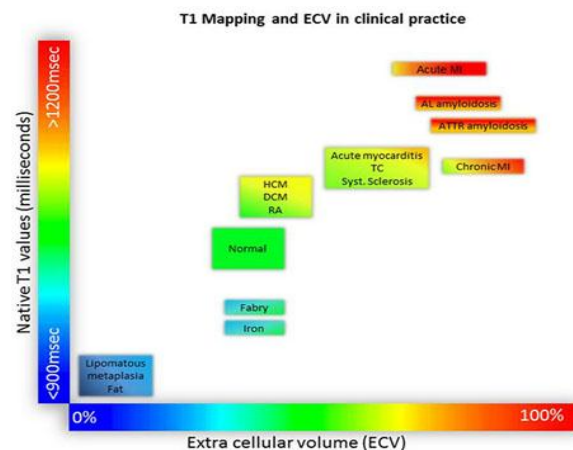 T1 Mapping and ECV in clinical practice
Native T1 values (milliseconds)
>1200msec
<900msec
Acute MI
AL amyloidosis
ATTR amyloidosis
Acute myocarditis
TC
Syst. Sclerosis
Chronic MI
HCM
DCM
RA
Normal
Fabry
Iron
Lipomatous
metaplasia
Fat
0%
100%
Extra cellular volume (ECV)